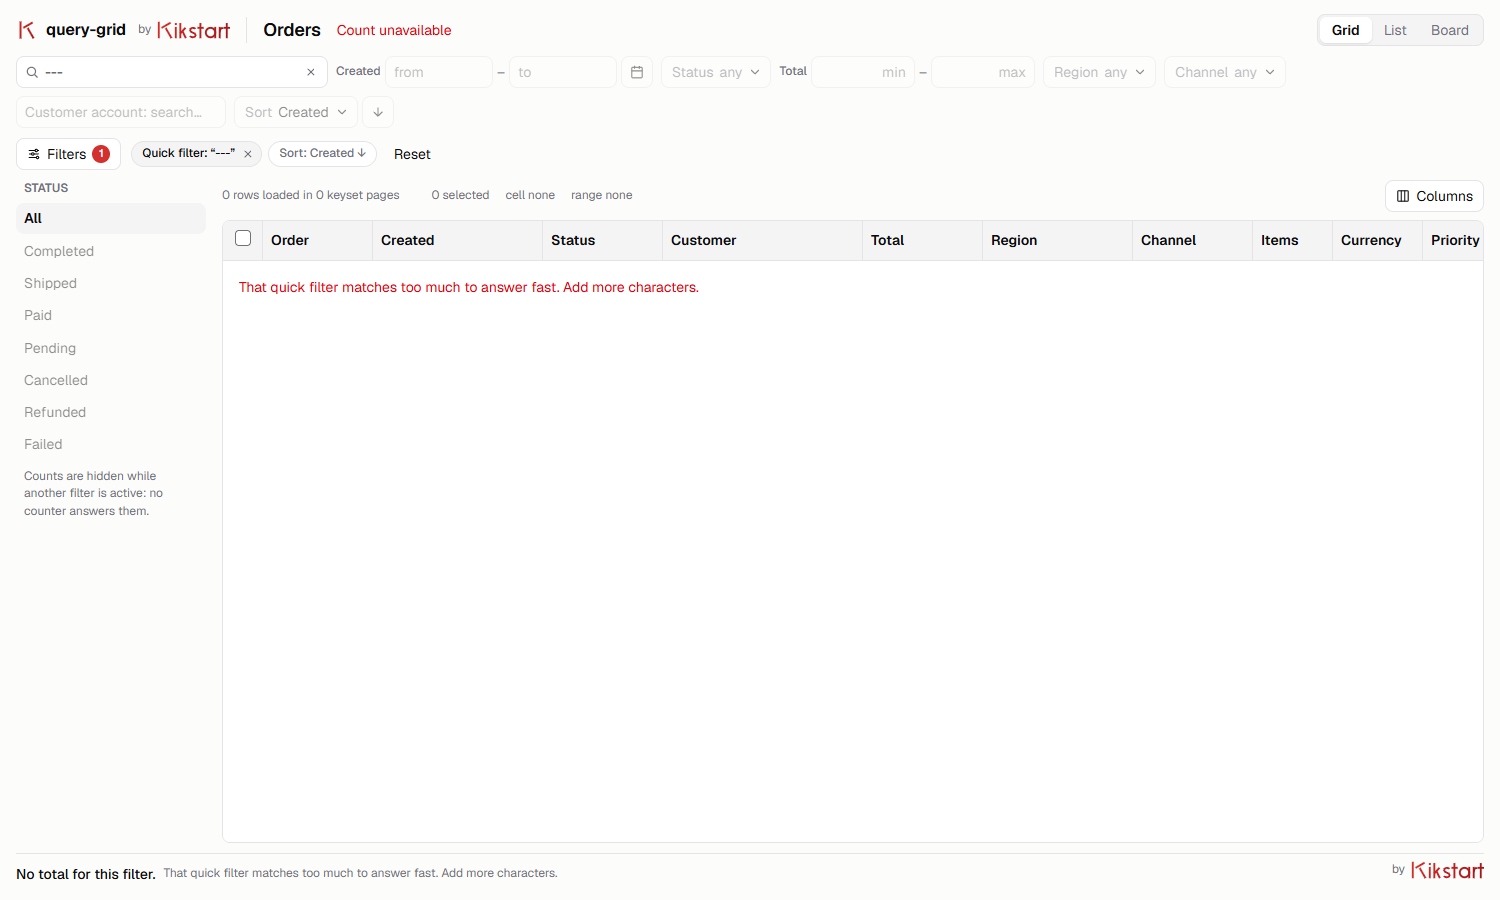 query-grid by Kikstart Orders Count unavailable Grid List Board
--- Created from – to Status any Total min – max Region any Channel any
Customer account: search... Sort Created
Filters 1 Quick filter: “---” Sort: Created ↓ Reset
STATUS
0 rows loaded in 0 keyset pages 0 selected cell none range none Columns
All
Completed
Shipped
Paid
Pending
Cancelled
Refunded
Failed
Counts are hidden while
another filter is active: no
counter answers them.
Order Created Status Customer Total Region Channel Items Currency Priority
That quick filter matches too much to answer fast. Add more characters.
No total for this filter. That quick filter matches too much to answer fast. Add more characters.
by Kikstart